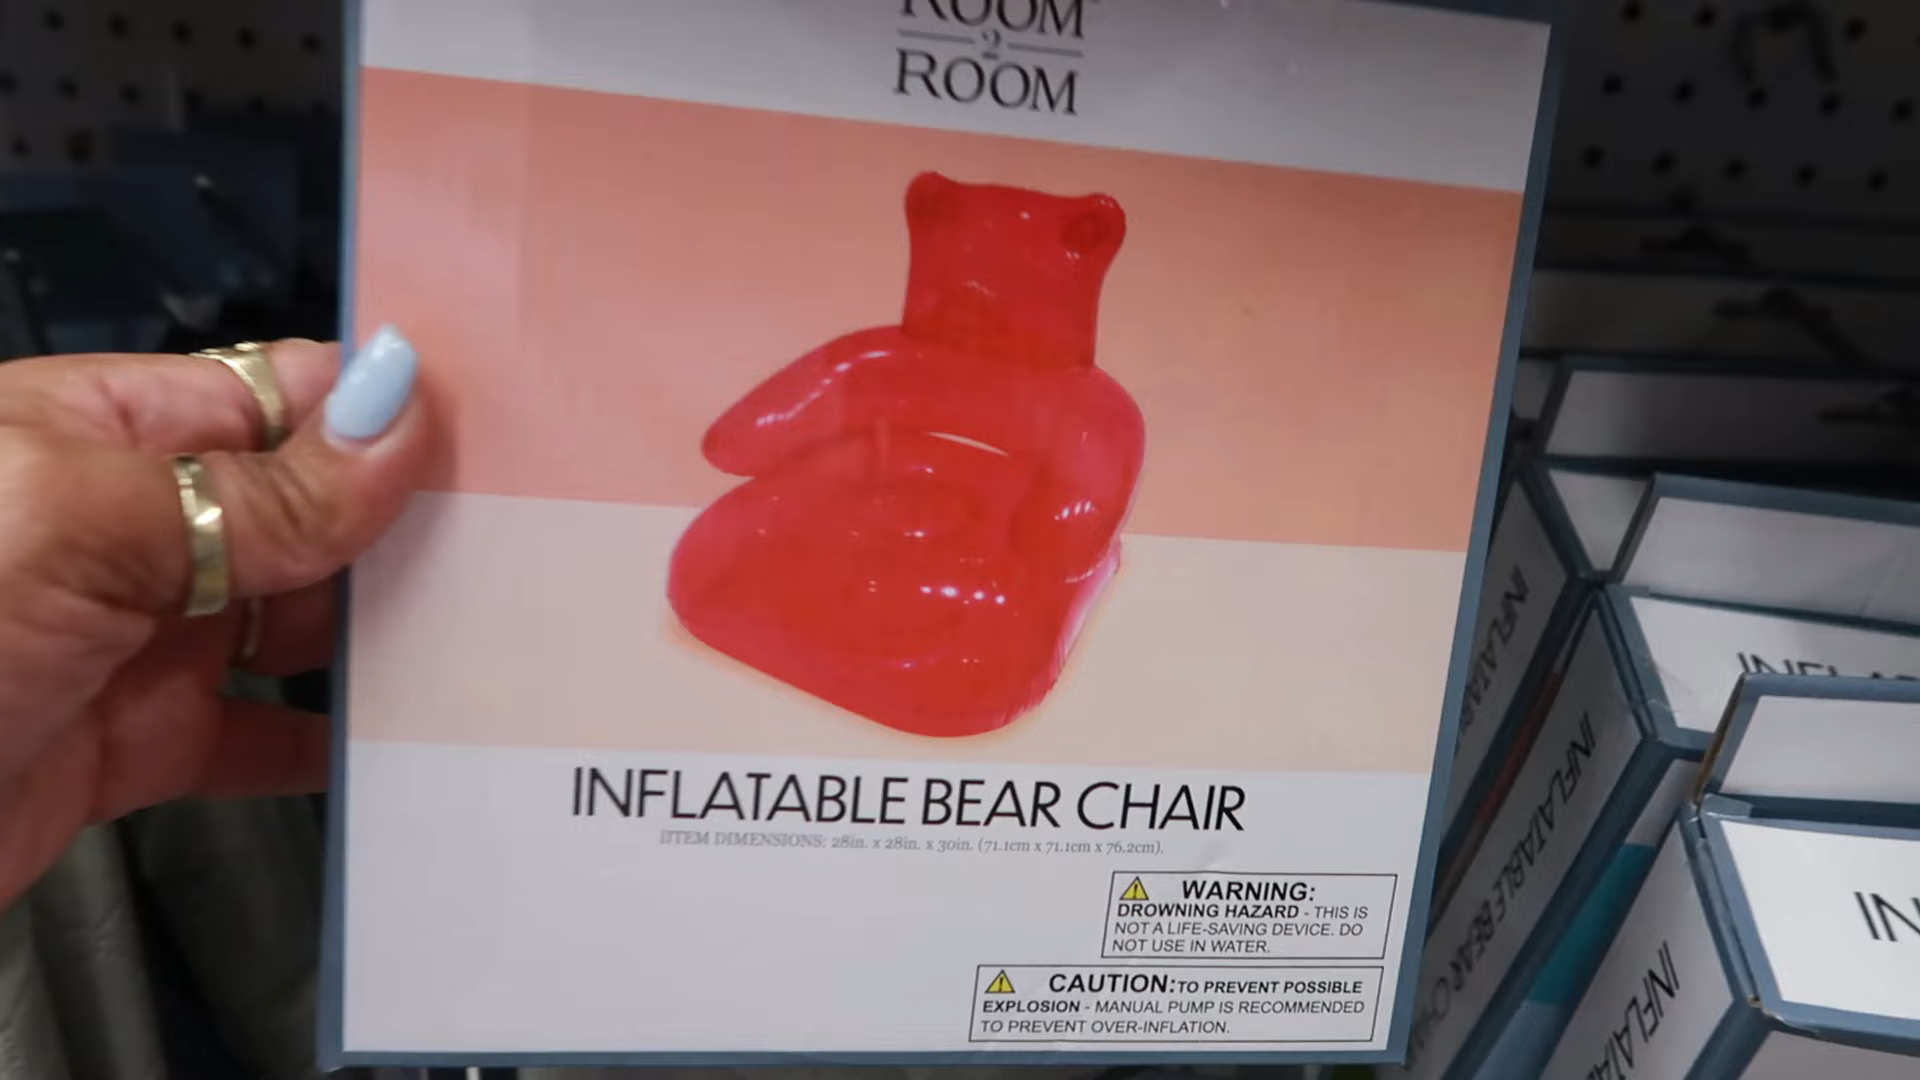 ROOM
2
ROOM
INFLATABLE BEAR CHAIR
IITEM DIMENSIONS: 28in. x 28in. x 30in. (71.1cm x 71.1cm x 76.2cm).
WARNING:
DROWNING HAZARD - THIS IS
NOT A LIFE-SAVING DEVICE. DO
NOT USE IN WATER.
CAUTION: TO PREVENT POSSIBLE
EXPLOSION - MANUAL PUMP IS RECOMMENDED
TO PREVENT OVER-INFLATION.
INFLATABLE BEAR CHAIR